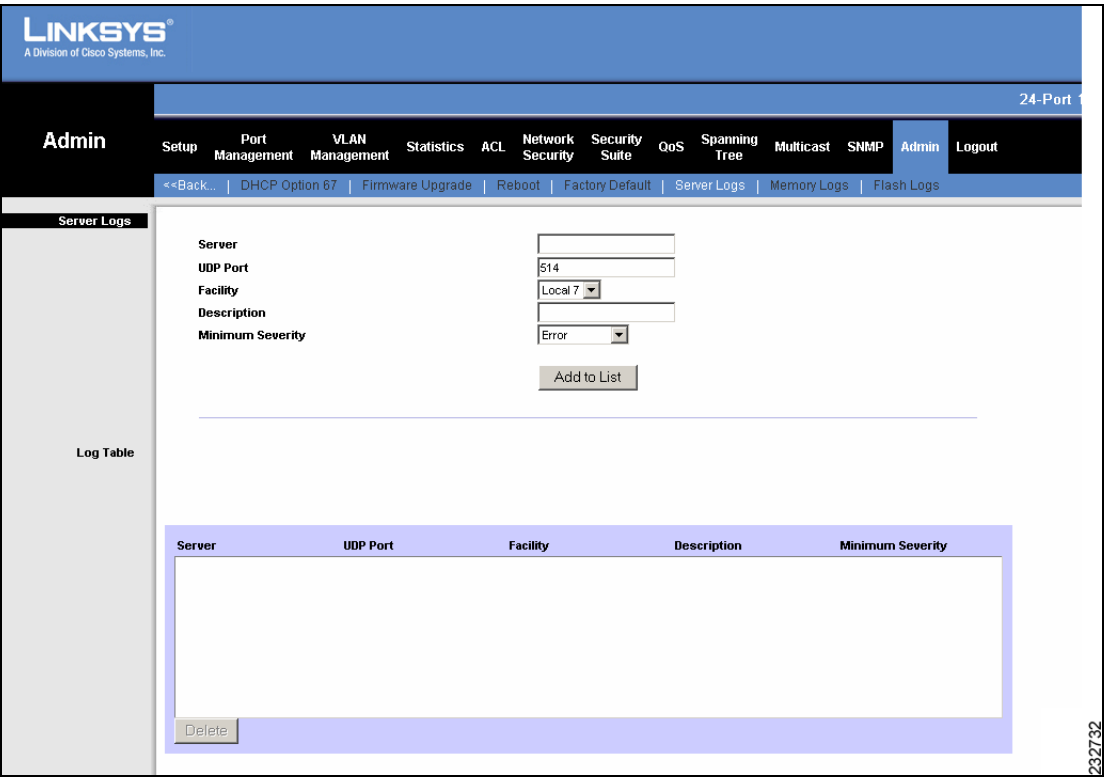 LINKSYS®
A Division of Cisco Systems, Inc.
24-Port 1
Admin
Setup Port Management VLAN Management Statistics ACL Network Security Security Suite QoS Spanning Tree Multicast SNMP Admin Logout
<<Back... | DHCP Option 67 | Firmware Upgrade | Reboot | Factory Default | Server Logs | Memory Logs | Flash Logs
Server Logs
Server
UDP Port 514
Facility Local 7
Description
Minimum Severity Error
Add to List
Log Table
Server UDP Port Facility Description Minimum Severity
Delete
232732